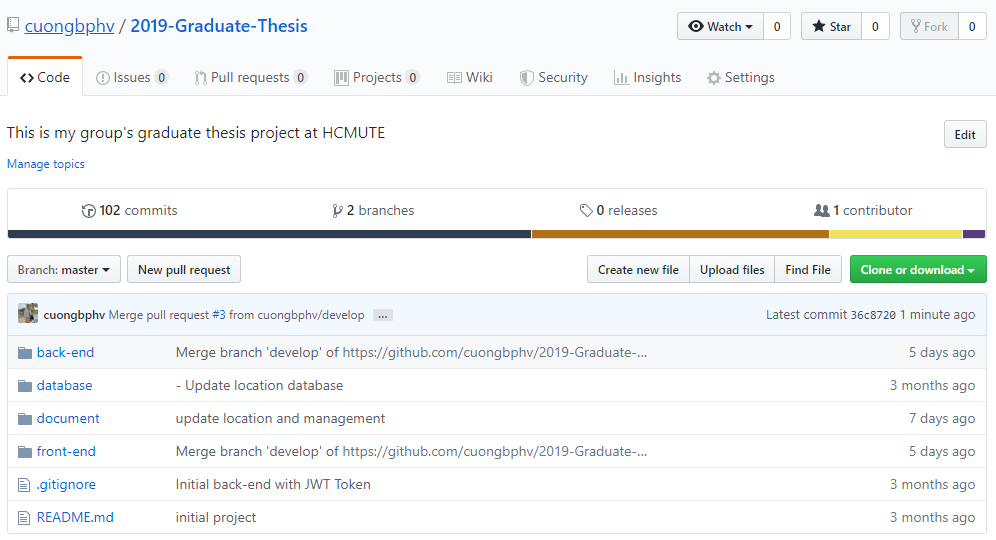 cuongbphv / 2019-Graduate-Thesis Watch 0 Star 0 Fork 0
Code Issues 0 Pull requests 0 Projects 0 Wiki Security Insights Settings
This is my group's graduate thesis project at HCMUTE Edit
Manage topics
102 commits 2 branches 0 releases 1 contributor
Branch: master New pull request Create new file Upload files Find File Clone or download
cuongbphv Merge pull request #3 from cuongbphv/develop ... Latest commit 36c8720 1 minute ago
back-end Merge branch 'develop' of https://github.com/cuongbphv/2019-Graduate-... 5 days ago
database - Update location database 3 months ago
document update location and management 7 days ago
front-end Merge branch 'develop' of https://github.com/cuongbphv/2019-Graduate-... 5 days ago
.gitignore Initial back-end with JWT Token 3 months ago
README.md initial project 3 months ago